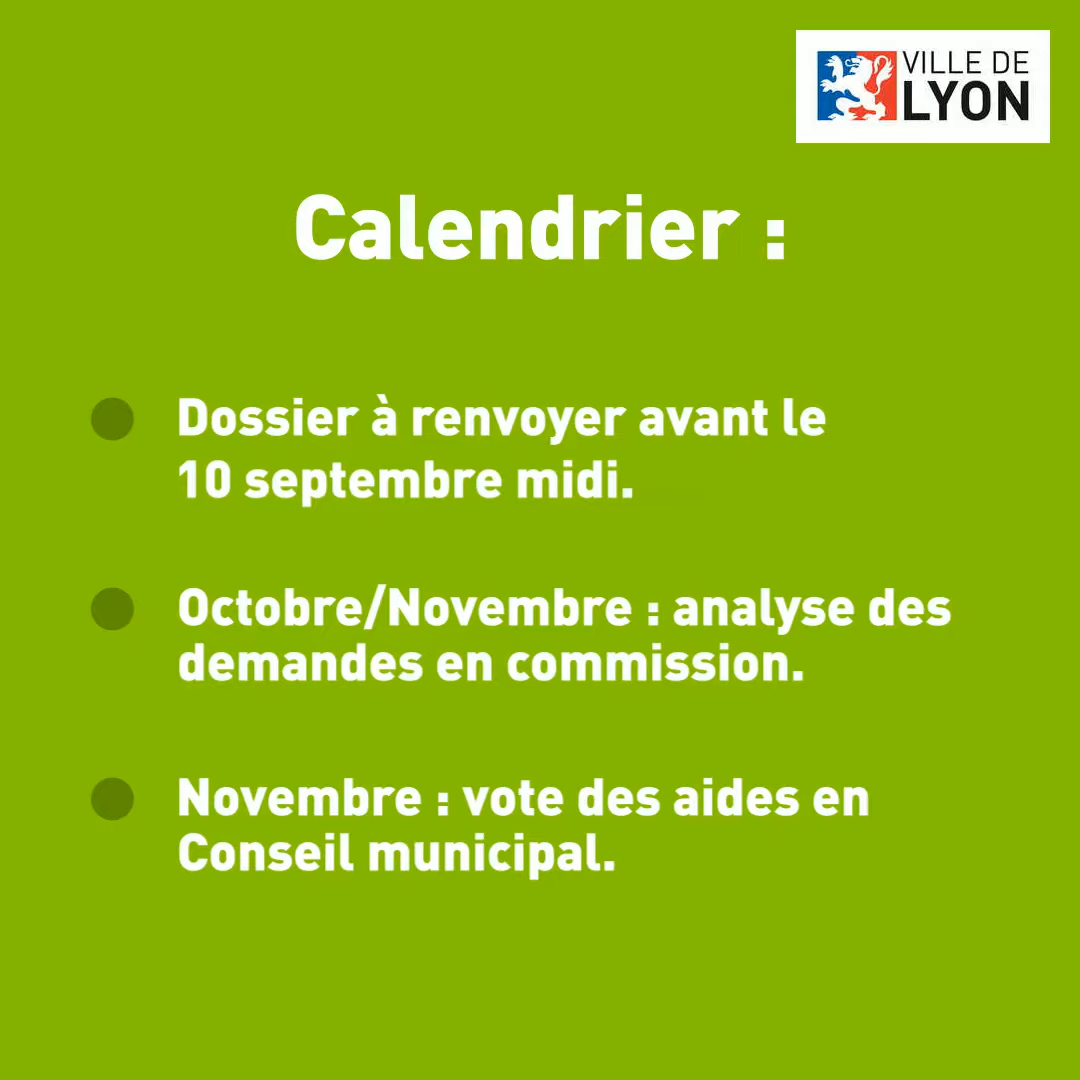 VILLE DE
LYON
Calendrier :
Dossier à renvoyer avant le
10 septembre midi.
Octobre/Novembre : analyse des
demandes en commission.
Novembre : vote des aides en
Conseil municipal.